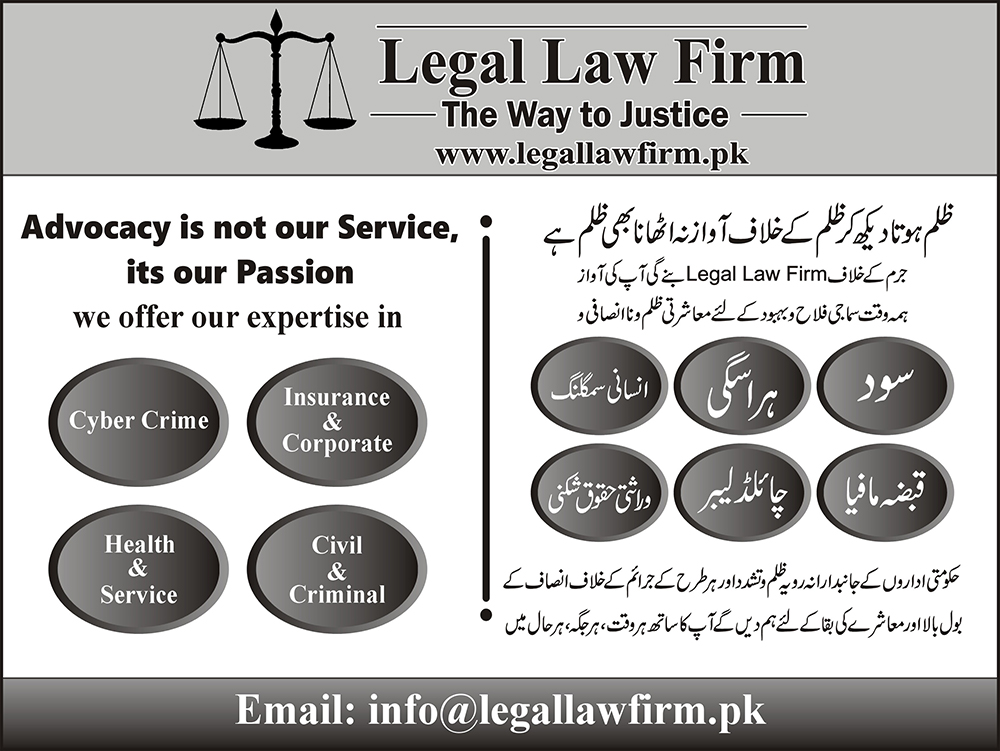 Legal Law Firm
The Way to Justice
www.legallawfirm.pk
Advocacy is not our Service,
its our Passion
we offer our expertise in
Cyber Crime
Insurance
&
Corporate
Health
&
Service
Civil
&
Criminal
ظلم ہوتا دیکھ کر ظلم کے خلاف آواز نہ اٹھانا بھی ظلم ہے
جرم کے خلاف Legal Law Firm بنے گی آپ کی آواز
ہمہ وقت سماجی فلاح و بہبود کے لئے معاشرتی ظلم و ناانصافی و
سود
ہراسگی
انسانی سمگلنگ
قبضہ مافیا
چائلڈ لیبر
وراثتی حقوق شکنی
حکومتی اداروں کے جانبدارانہ رویہ ظلم و تشدد اور ہر طرح کے جرائم کے خلاف انصاف کے
بول بالا اور معاشرے کی بقا کے لئے ہم دیں گے آپ کا ساتھ ہر وقت، ہر جگہ، ہر حال میں
Email: info@legallawfirm.pk